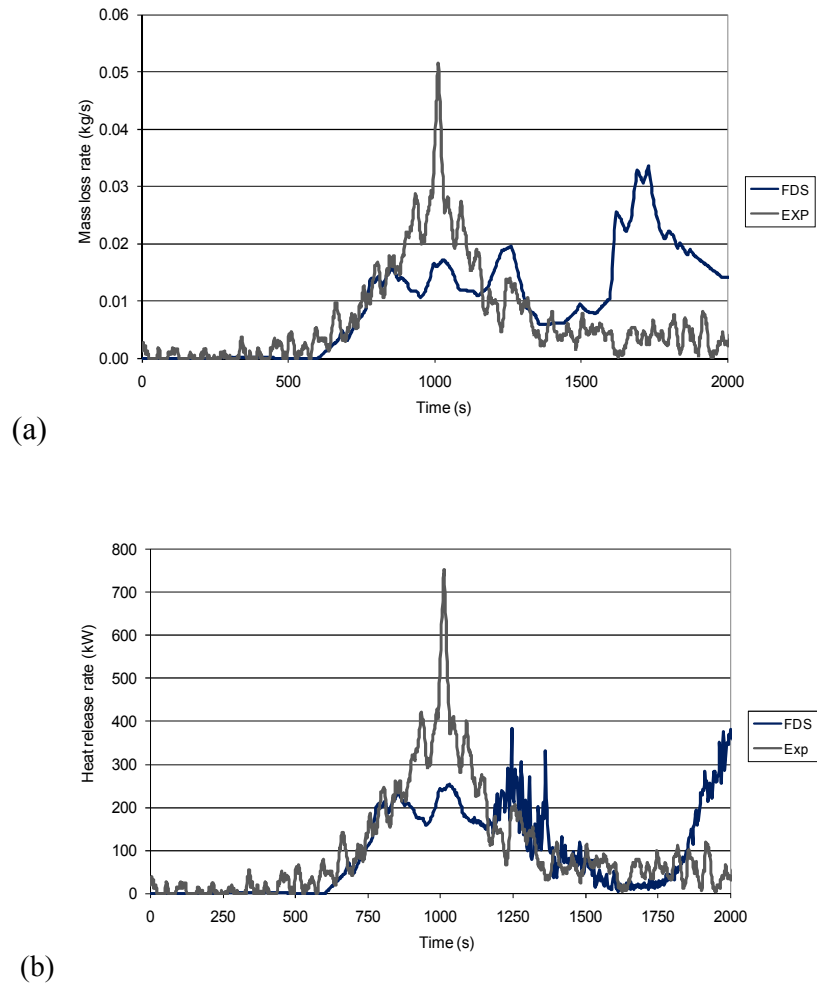 0.06
0.05
0.04
0.03
0.02
0.01
0.00
Mass loss rate (kg/s)
0 500 1000 1500 2000
Time (s)
FDS
EXP
(a)
800
700
600
500
400
300
200
100
0
Heat release rate (kW)
0 250 500 750 1000 1250 1500 1750 2000
Time (s)
FDS
Exp
(b)